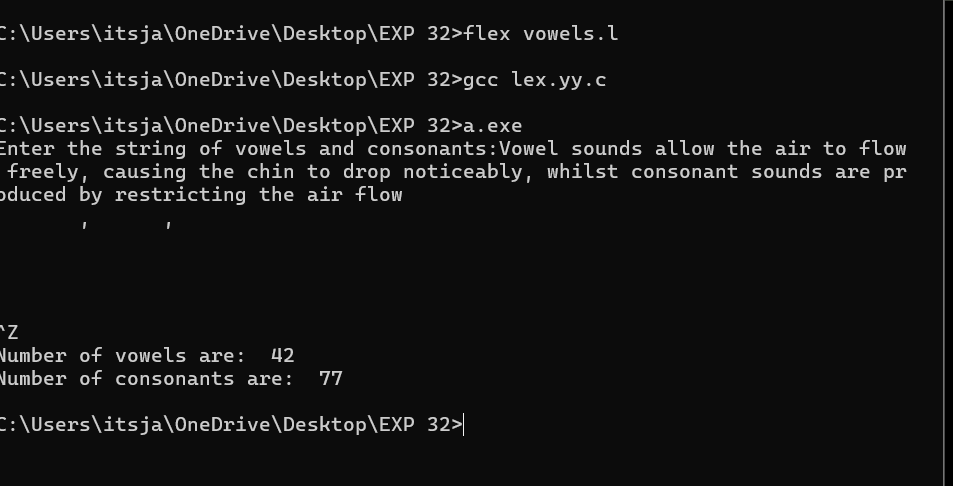 C:\Users\itsja\OneDrive\Desktop\EXP 32>flex vowels.l
C:\Users\itsja\OneDrive\Desktop\EXP 32>gcc lex.yy.c
C:\Users\itsja\OneDrive\Desktop\EXP 32>a.exe
Enter the string of vowels and consonants:Vowel sounds allow the air to flow
freely, causing the chin to drop noticeably, whilst consonant sounds are pr
oduced by restricting the air flow
, ,
^Z
Number of vowels are:  42
Number of consonants are:  77
C:\Users\itsja\OneDrive\Desktop\EXP 32>